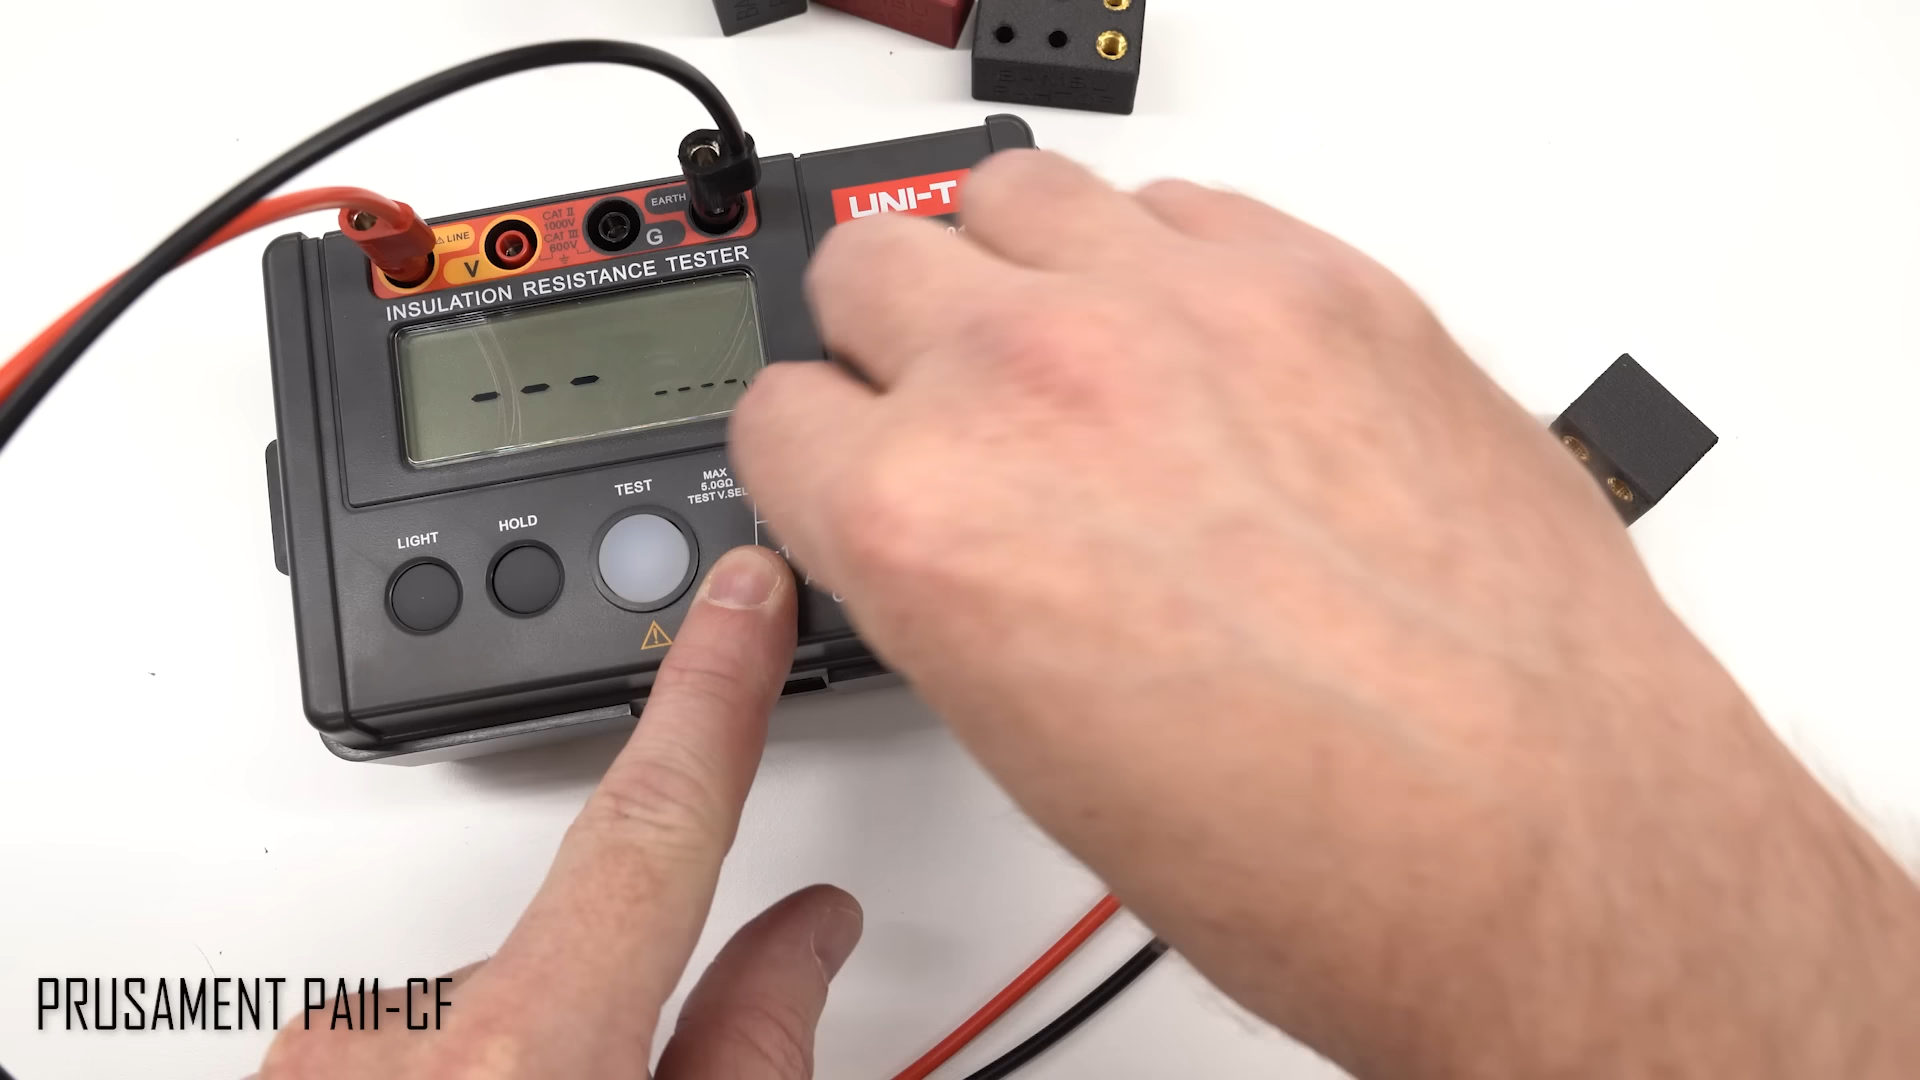 UNI-T
EARTH
CAT II
1000V
CAT III
600V
LINE
V
G
INSULATION RESISTANCE TESTER
MAX
5.0GΩ
TEST V.SEL
TEST
HOLD
LIGHT
BAMBU
PRUSAMENT PA11-CF